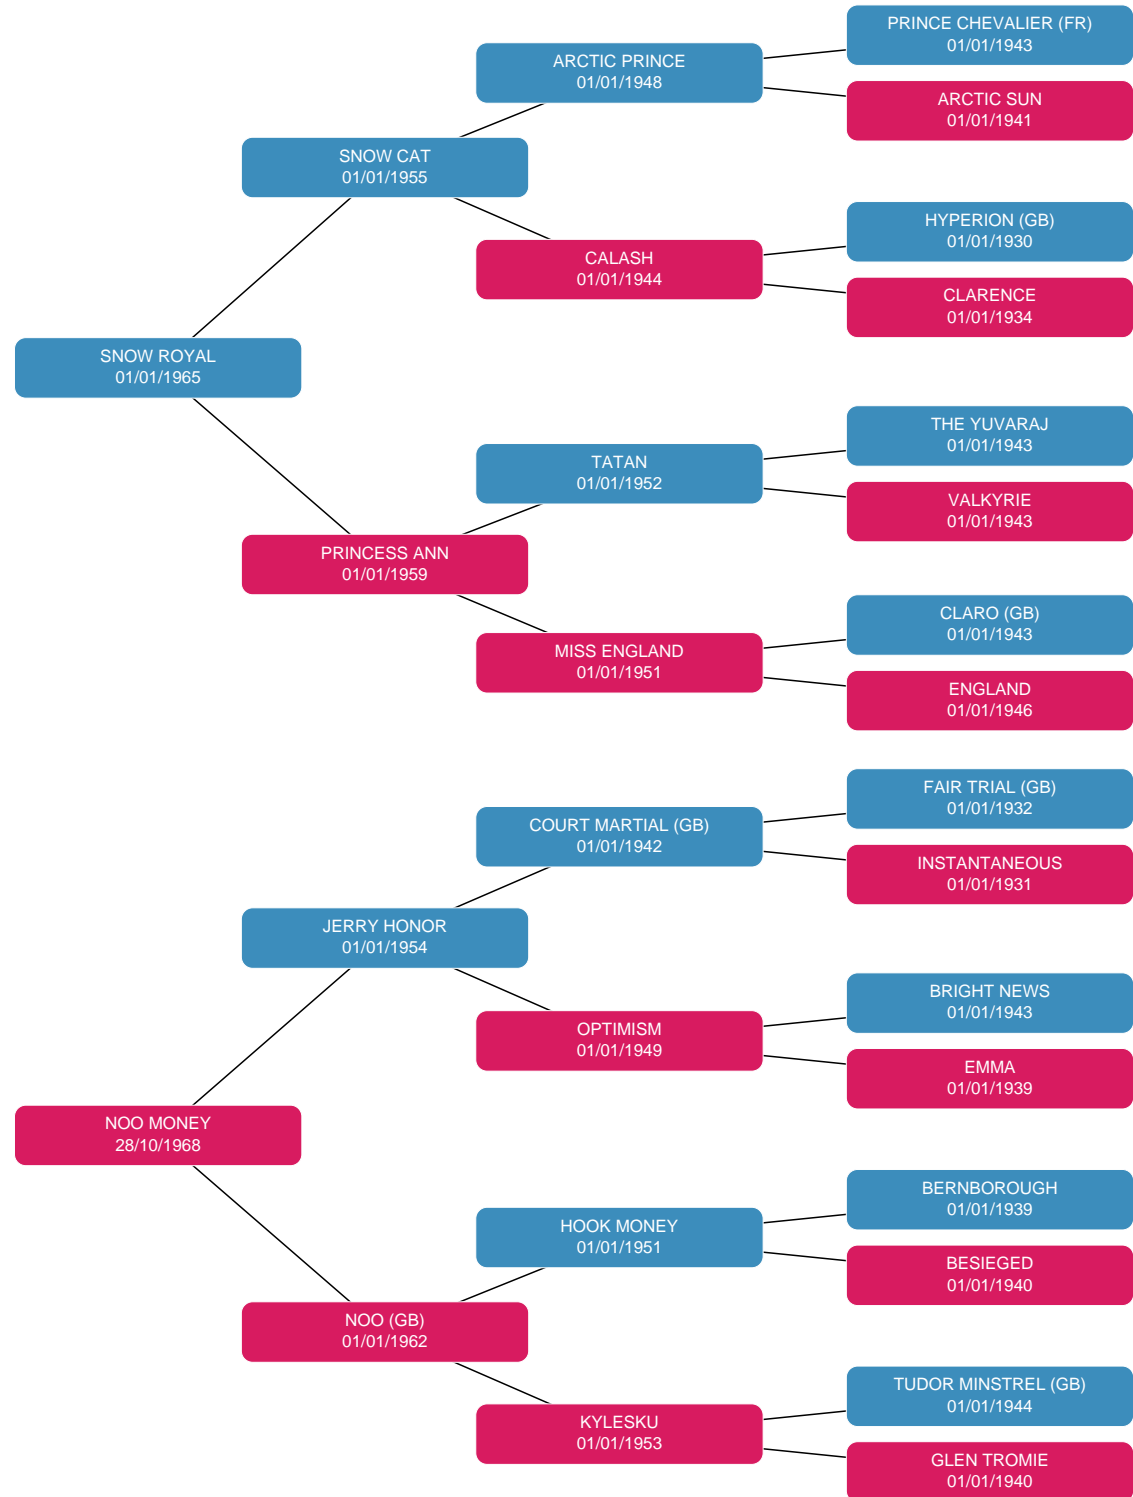 PRINCE CHEVALIER (FR)
01/01/1943
ARCTIC PRINCE
01/01/1948
ARCTIC SUN
01/01/1941
SNOW CAT
01/01/1955
HYPERION (GB)
01/01/1930
CALASH
01/01/1944
CLARENCE
01/01/1934
SNOW ROYAL
01/01/1965
THE YUVARAJ
01/01/1943
TATAN
01/01/1952
VALKYRIE
01/01/1943
PRINCESS ANN
01/01/1959
CLARO (GB)
01/01/1943
MISS ENGLAND
01/01/1951
ENGLAND
01/01/1946
FAIR TRIAL (GB)
01/01/1932
COURT MARTIAL (GB)
01/01/1942
INSTANTANEOUS
01/01/1931
JERRY HONOR
01/01/1954
BRIGHT NEWS
01/01/1943
OPTIMISM
01/01/1949
EMMA
01/01/1939
NOO MONEY
28/10/1968
BERNBOROUGH
01/01/1939
HOOK MONEY
01/01/1951
BESIEGED
01/01/1940
NOO (GB)
01/01/1962
TUDOR MINSTREL (GB)
01/01/1944
KYLESKU
01/01/1953
GLEN TROMIE
01/01/1940